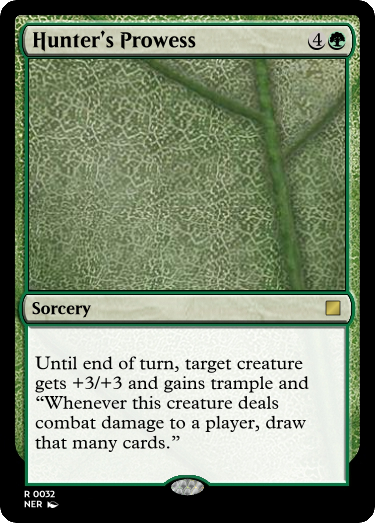 Hunter's Prowess 4
Sorcery
Until end of turn, target creature
gets +3/+3 and gains trample and
“Whenever this creature deals
combat damage to a player, draw
that many cards.”
R 0032
NER